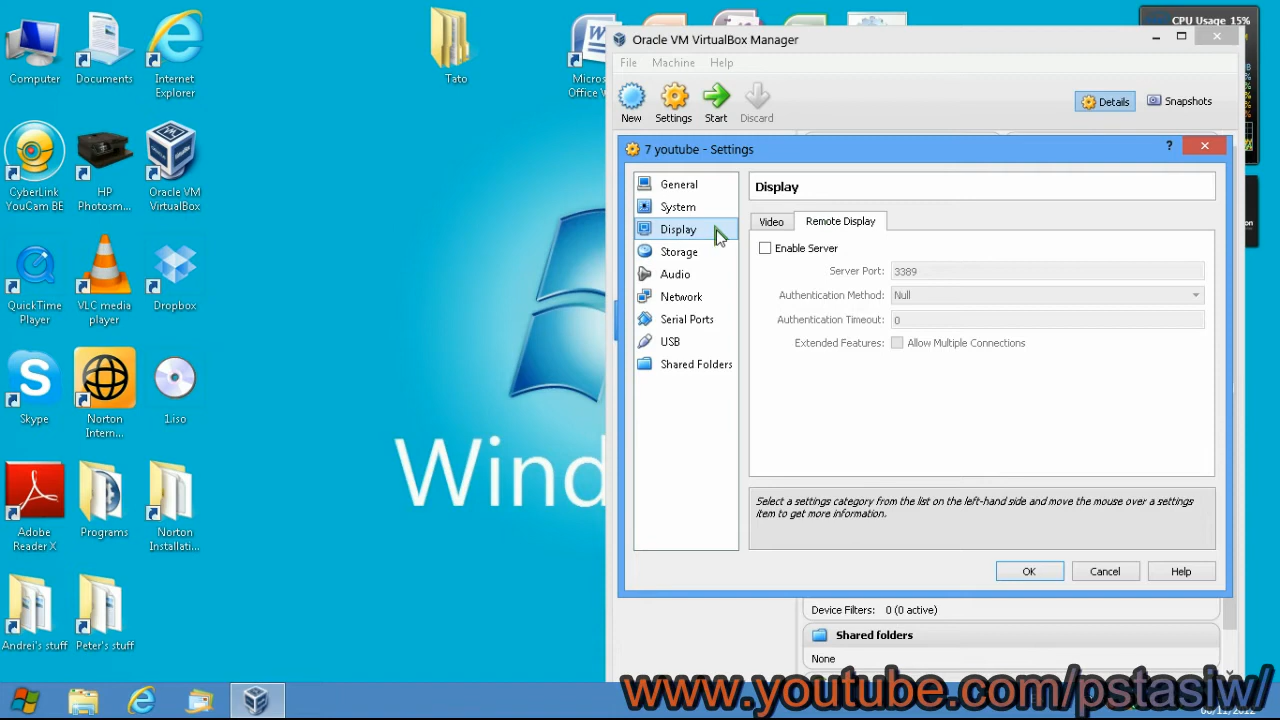 Computer
Documents
Internet
Explorer
Tato
Micros
Office W
CyberLink
YouCam BE
HP
Photosm...
Oracle VM
VirtualBox
QuickTime
Player
VLC media
player
Dropbox
Skype
Norton
Intern...
1.iso
Adobe
Reader X
Programs
Norton
Installati...
Andrei's stuff
Peter's stuff
Wind
CPU Usage 15%
Oracle VM VirtualBox Manager
File Machine Help
New Settings Start Discard
Details Snapshots
7 youtube - Settings
General
System
Display
Storage
Audio
Network
Serial Ports
USB
Shared Folders
Display
Video Remote Display
Enable Server
Server Port: 3389
Authentication Method: Null
Authentication Timeout: 0
Extended Features: Allow Multiple Connections
Select a settings category from the list on the left-hand side and move the mouse over a settings
item to get more information.
OK Cancel Help
Device Filters: 0 (0 active)
Shared folders
None
www.youtube.com/pstasiw/